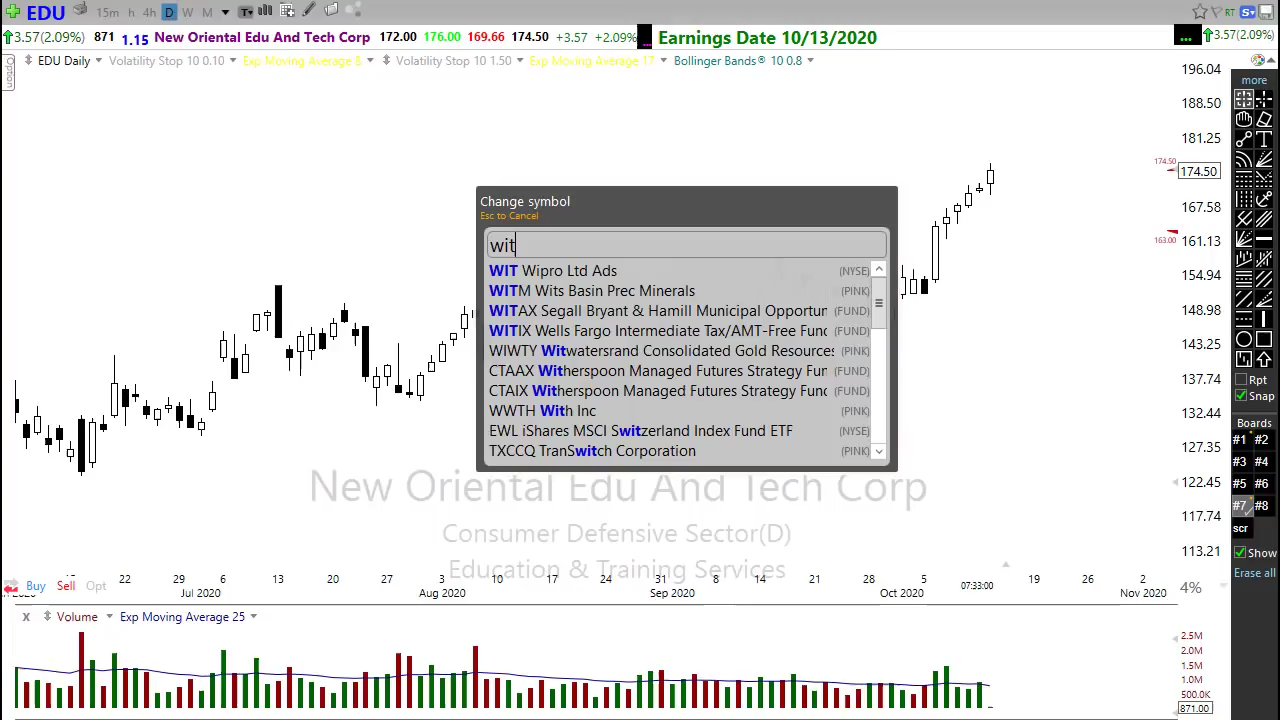 EDU 15m h 4h D W M T RT S
3.57(2.09%) 871 1.15 New Oriental Edu And Tech Corp 172.00 176.00 169.66 174.50 +3.57 +2.09% ... Earnings Date 10/13/2020 ... 3.57(2.09%)
Option
EDU Daily Volatility Stop 10 0.10 Exp Moving Average 8 Volatility Stop 10 1.50 Exp Moving Average 17 Bollinger Bands® 10 0.8
Change symbol
Esc to Cancel
wit
WIT Wipro Ltd Ads (NYSE)
WITM Wits Basin Prec Minerals (PINK)
WITAX Segall Bryant & Hamill Municipal Opportun (FUND)
WITIX Wells Fargo Intermediate Tax/AMT-Free Func (FUND)
WIWTY Witwatersrand Consolidated Gold Resources (PINK)
CTAAX Witherspoon Managed Futures Strategy Fun (FUND)
CTAIX Witherspoon Managed Futures Strategy Func (FUND)
WWTH With Inc (PINK)
EWL iShares MSCI Switzerland Index Fund ETF (NYSE)
TXCCQ TranSwitch Corporation (PINK)
New Oriental Edu And Tech Corp
Consumer Defensive Sector(D)
Education & Training Services
196.04
188.50
181.25
174.50
174.50
167.58
163.00
161.13
154.94
148.98
143.25
137.74
132.44
127.35
122.45
117.74
113.21
4%
more
Rpt
Snap
Boards
#1 #2
#3 #4
#5 #6
#7 #8
scr
Show
Erase all
Buy Sell Opt
22 29 6 13 20 27 3 10 17 24 31 8 14 21 28 5 07:33:00 19 26 2
Jul 2020 Aug 2020 Sep 2020 Oct 2020 Nov 2020
x Volume Exp Moving Average 25
2.5M
2.0M
1.5M
1.0M
500.0K
871.00